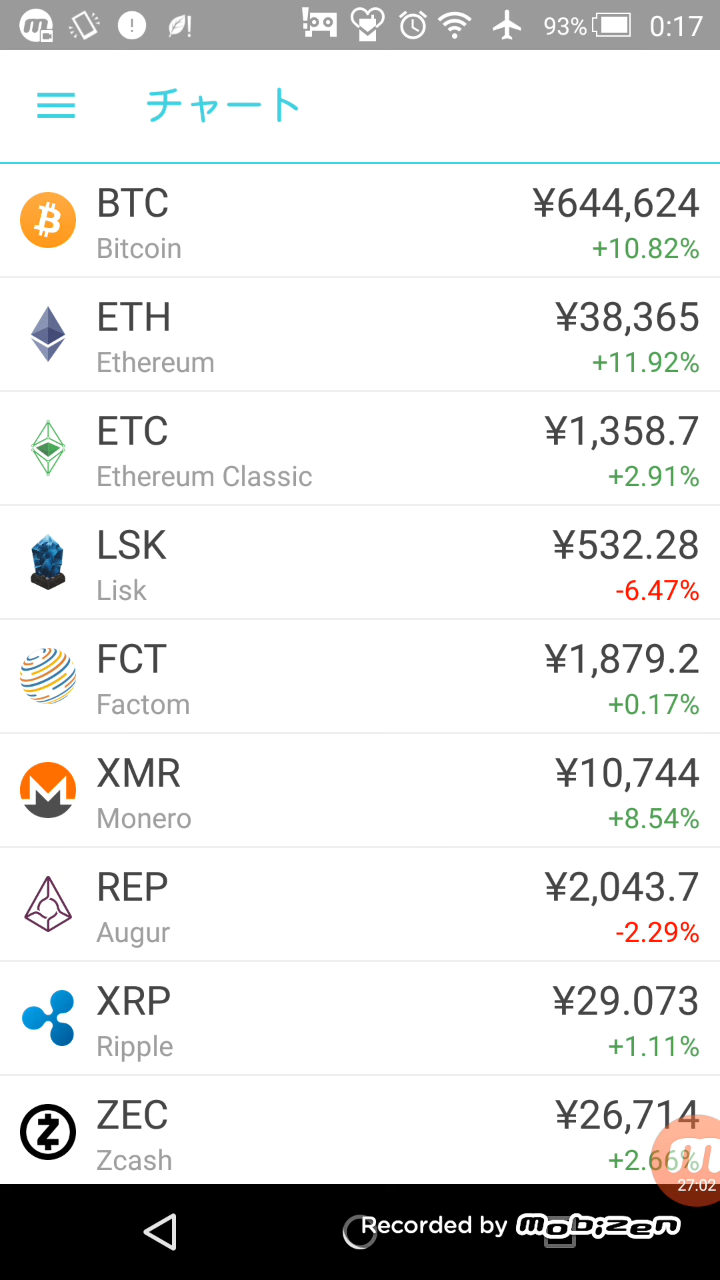 93% 0:17
チャート
BTC ¥644,624
Bitcoin +10.82%
ETH ¥38,365
Ethereum +11.92%
ETC ¥1,358.7
Ethereum Classic +2.91%
LSK ¥532.28
Lisk -6.47%
FCT ¥1,879.2
Factom +0.17%
XMR ¥10,744
Monero +8.54%
REP ¥2,043.7
Augur -2.29%
XRP ¥29.073
Ripple +1.11%
ZEC ¥26,714
Zcash +2.66%
27:02
Recorded by mobizen